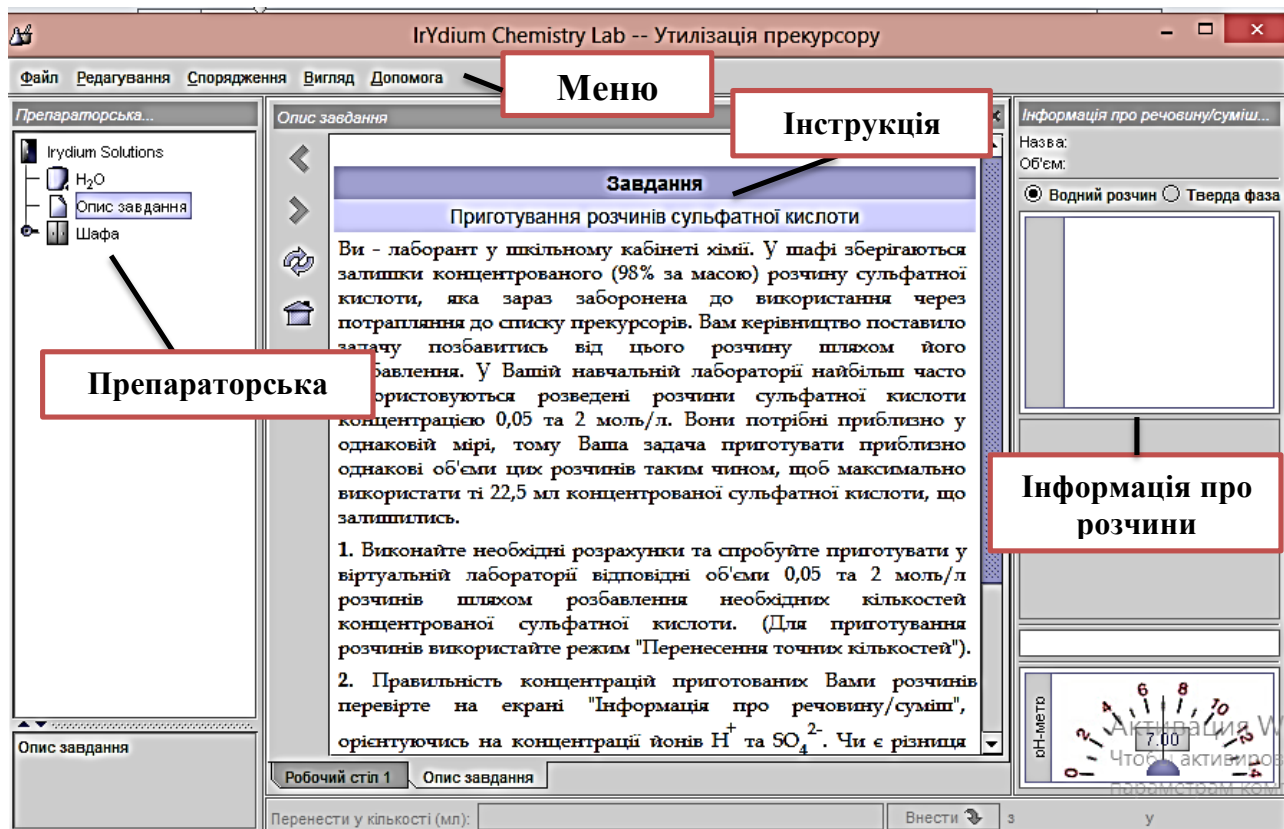 IrYdium Chemistry Lab -- Утилізація прекурсору
Файл Редагування Спорядження Вигляд Допомога
Меню
Препараторська...
Irydium Solutions
H₂O
Опис завдання
Шафа
Препараторська
Опис завдання
Опис завдання
Інструкція
Завдання
Приготування розчинів сульфатної кислоти
Ви - лаборант у шкільному кабінеті хімії. У шафі зберігаються
залишки концентрованого (98% за масою) розчину сульфатної
кислоти, яка зараз заборонена до використання через
потрапляння до списку прекурсорів. Вам керівництво поставило
задачу позбавитись від цього розчину шляхом його
бавлення. У Вашій навчальній лабораторії найбільш часто
ористовуються розведені розчини сульфатної кислоти
концентрацією 0,05 та 2 моль/л. Вони потрібні приблизно у
однаковій мірі, тому Ваша задача приготувати приблизно
однакові об'єми цих розчинів таким чином, щоб максимально
використати ті 22,5 мл концентрованої сульфатної кислоти, що
залишились.
1. Виконайте необхідні розрахунки та спробуйте приготувати у
віртуальній лабораторії відповідні об'єми 0,05 та 2 моль/л
розчинів шляхом розбавлення необхідних кількостей
концентрованої сульфатної кислоти. (Для приготування
розчинів використайте режим "Перенесення точних кількостей").
2. Правильність концентрацій приготованих Вами розчинів
перевірте на екрані "Інформація про речовину/суміш",
орієнтуючись на концентрації йонів H⁺ та SO₄²⁻. Чи є різниця
Робочий стіл 1 Опис завдання
Перенести у кількості (мл): Внести з у
Інформація про речовину/суміш...
Назва:
Об'єм:
Водний розчин Тверда фаза
Інформація про
розчини
pH-метр
0 2 4 6 8 10 12 14
7.00
Активация W
Чтобы активиров
параметрам ком